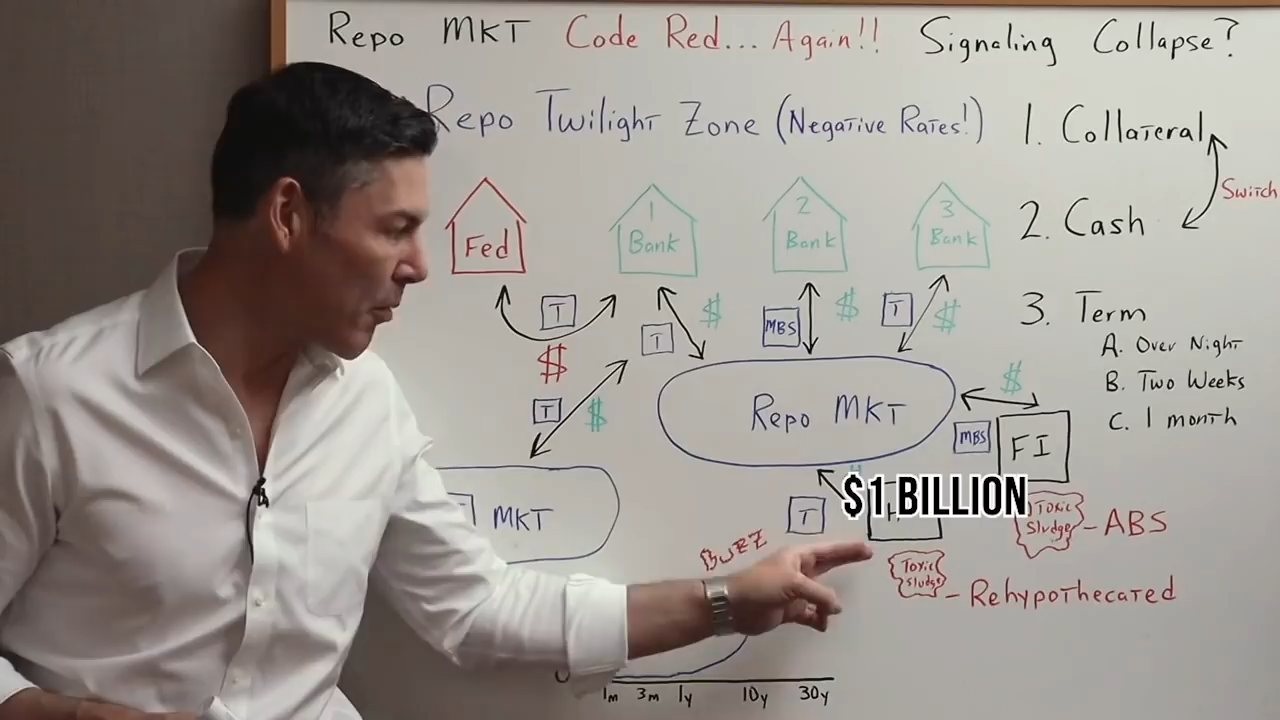 Repo MKT Code Red... Again!! Signaling Collapse?
Repo Twilight Zone (Negative Rates!)
1. Collateral
Switch
2. Cash
3. Term
A. Over Night
B. Two Weeks
C. 1 month
Fed
1
Bank
2
Bank
3
Bank
T
$
T
$
T
$
MBS
$
T
$
Repo MKT
$
MBS
FI
MKT
T
$1 BILLION
Toxic
Sludge
- ABS
Toxic
Sludge
- Rehypothecated
BuZZ
0
1m 3m 1y 10y 30y